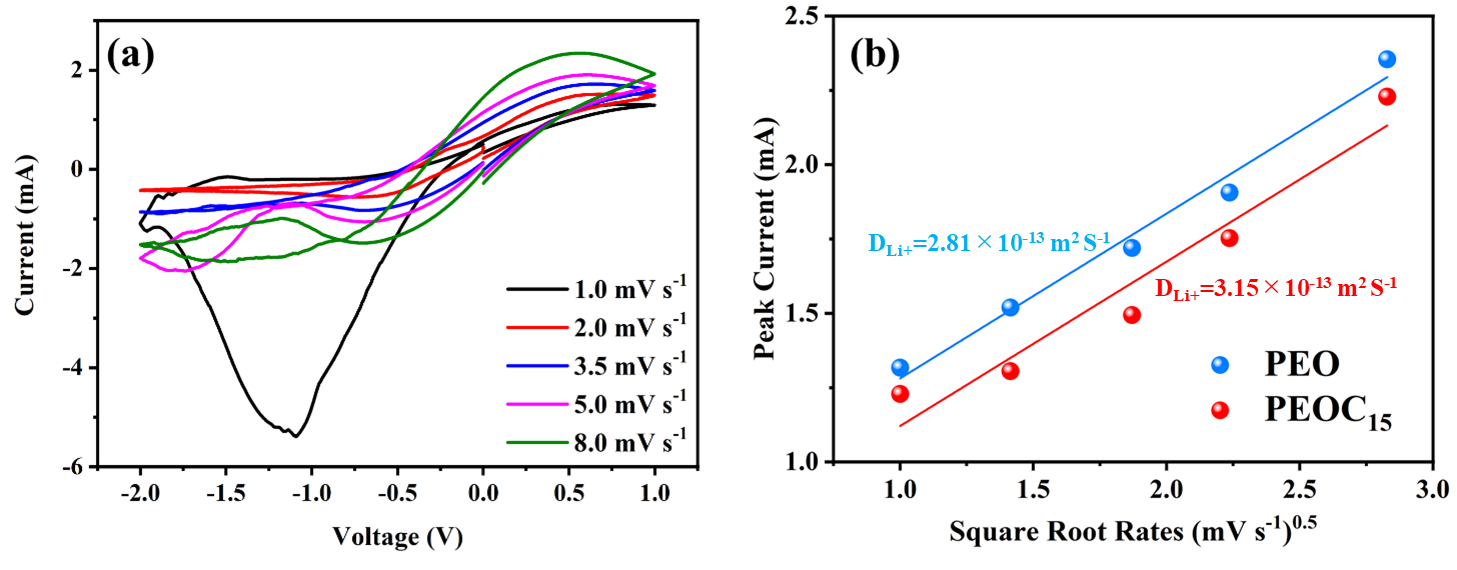 (a)
2
0
-2
-4
-6
Current (mA)
-2.0 -1.5 -1.0 -0.5 0.0 0.5 1.0
Voltage (V)
1.0 mV s⁻¹
2.0 mV s⁻¹
3.5 mV s⁻¹
5.0 mV s⁻¹
8.0 mV s⁻¹
(b)
2.5
2.0
1.5
1.0
Peak Current (mA)
D_Li+=2.81×10⁻¹³ m² S⁻¹
D_Li+=3.15×10⁻¹³ m² S⁻¹
PEO
PEOC₁₅
1.0 1.5 2.0 2.5 3.0
Square Root Rates (mV s⁻¹)⁰·⁵